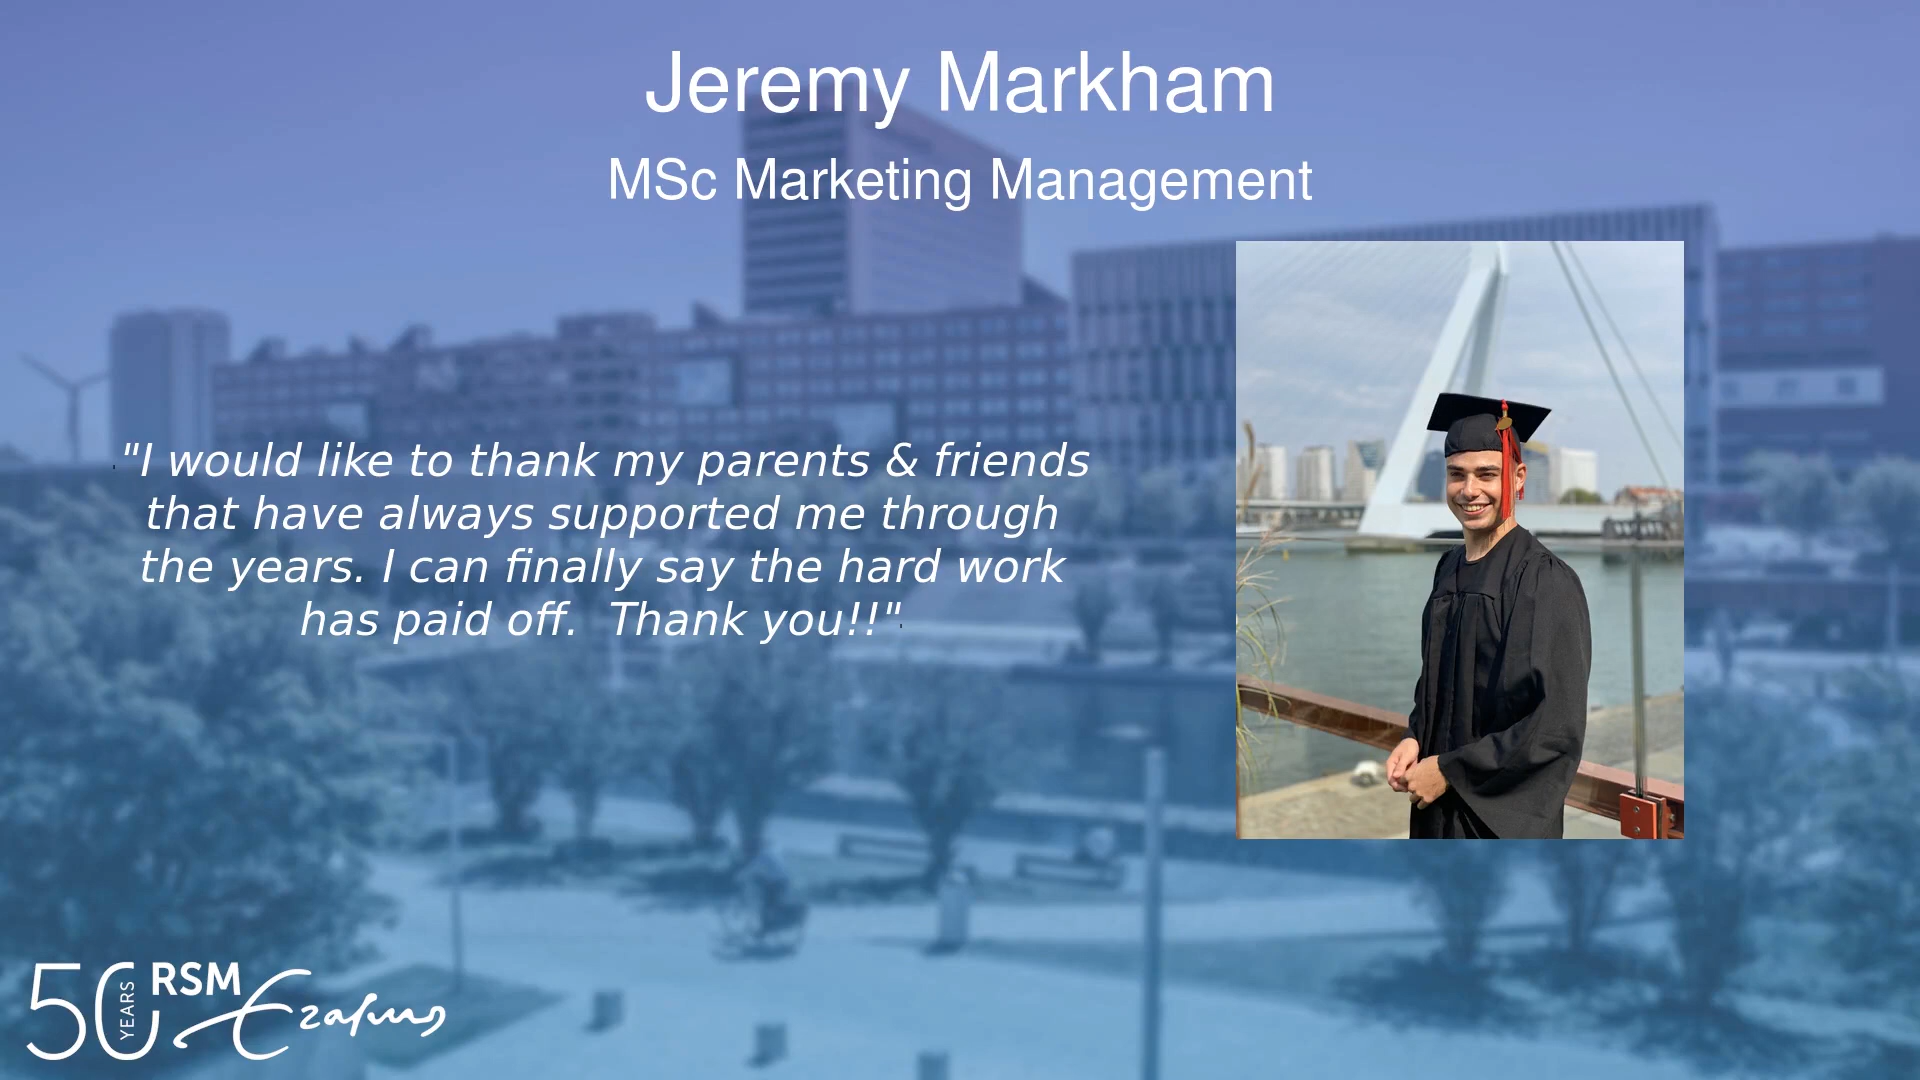 Jeremy Markham
MSc Marketing Management
"I would like to thank my parents & friends
that have always supported me through
the years. I can finally say the hard work
has paid off.  Thank you!!"
50 YEARS RSM Erasmus